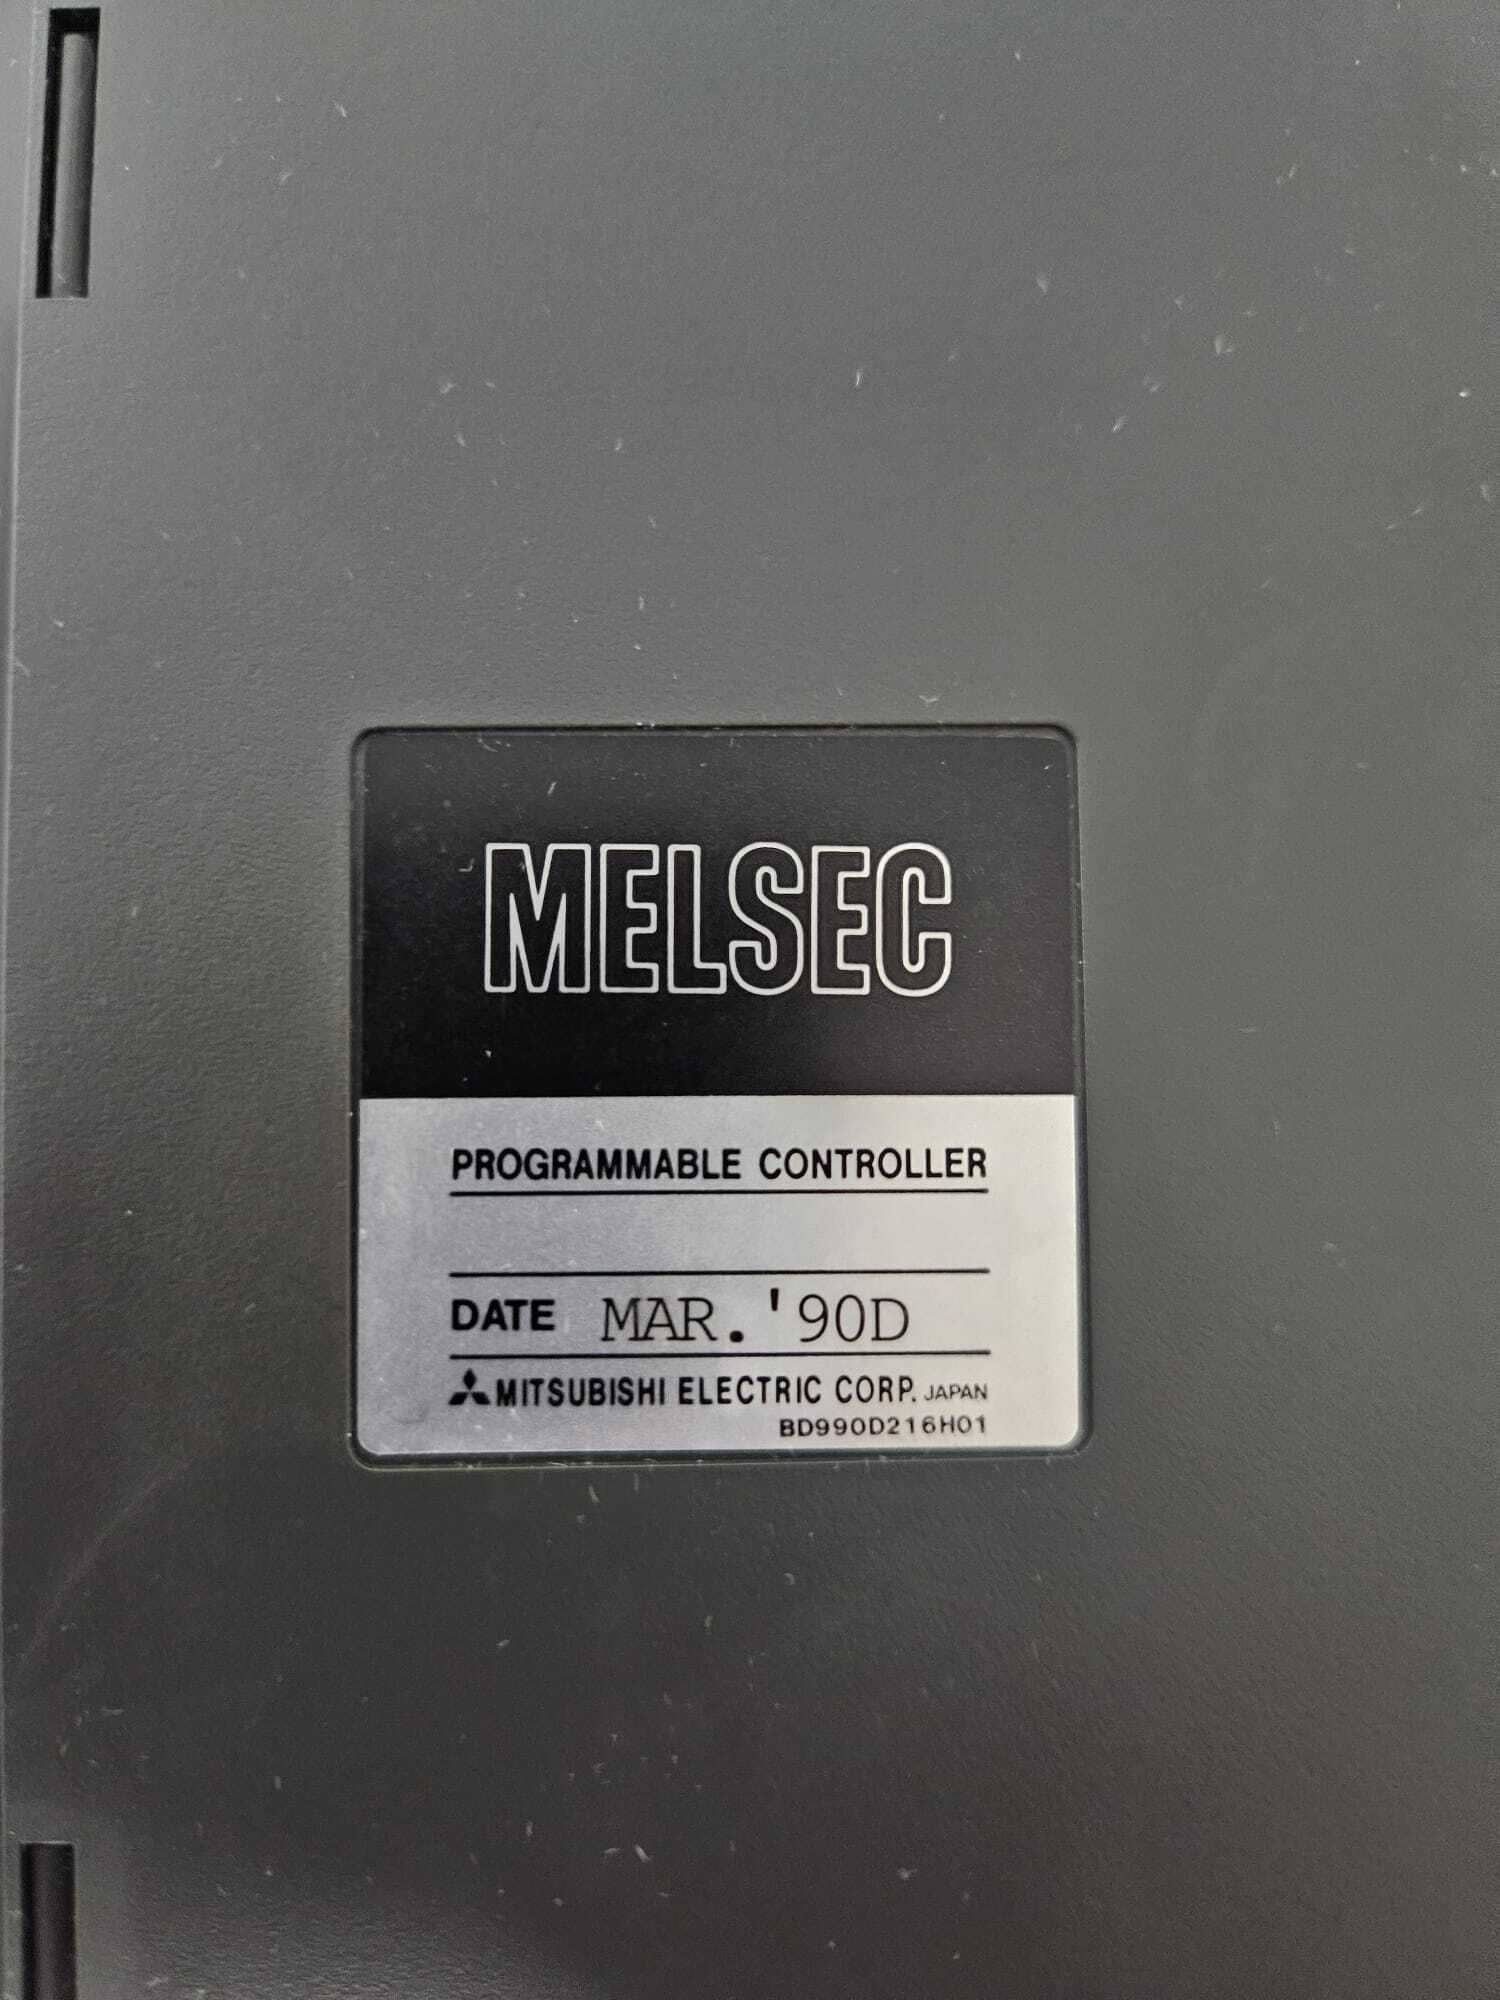 MELSEC
PROGRAMMABLE CONTROLLER
DATE MAR.'90D
MITSUBISHI ELECTRIC CORP. JAPAN
BD990D216H01